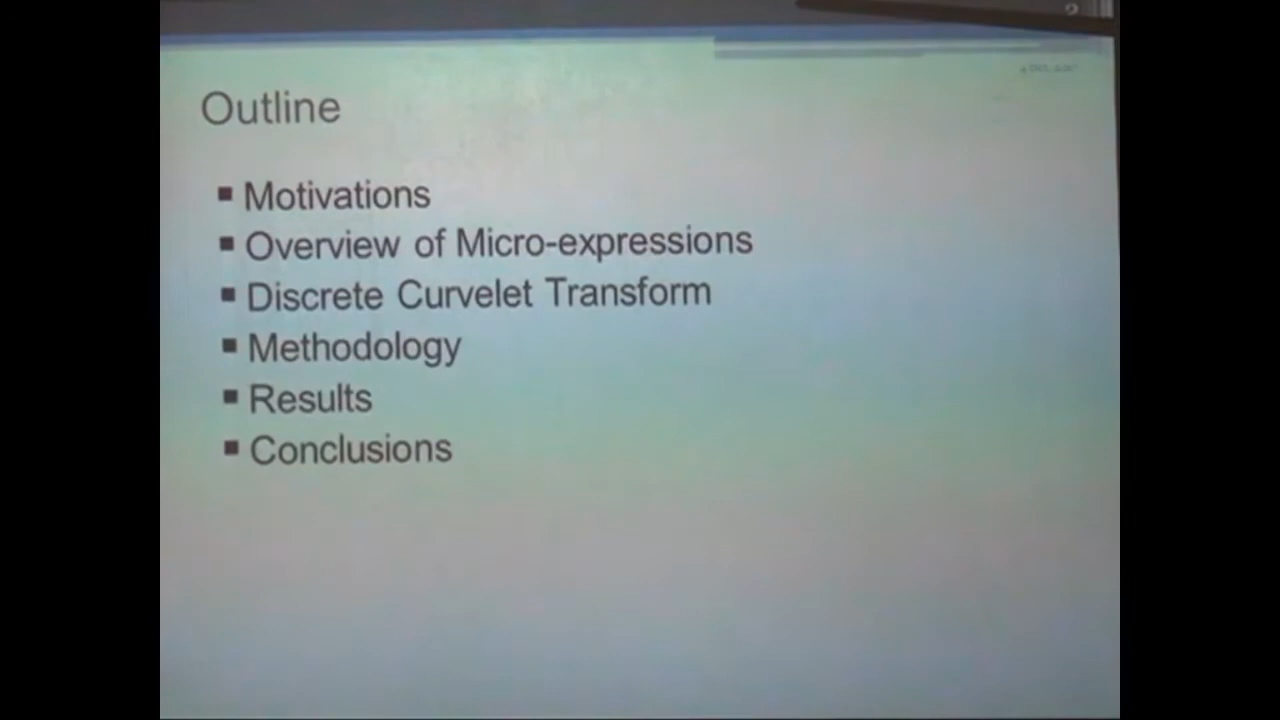 Outline
Motivations
Overview of Micro-expressions
Discrete Curvelet Transform
Methodology
Results
Conclusions